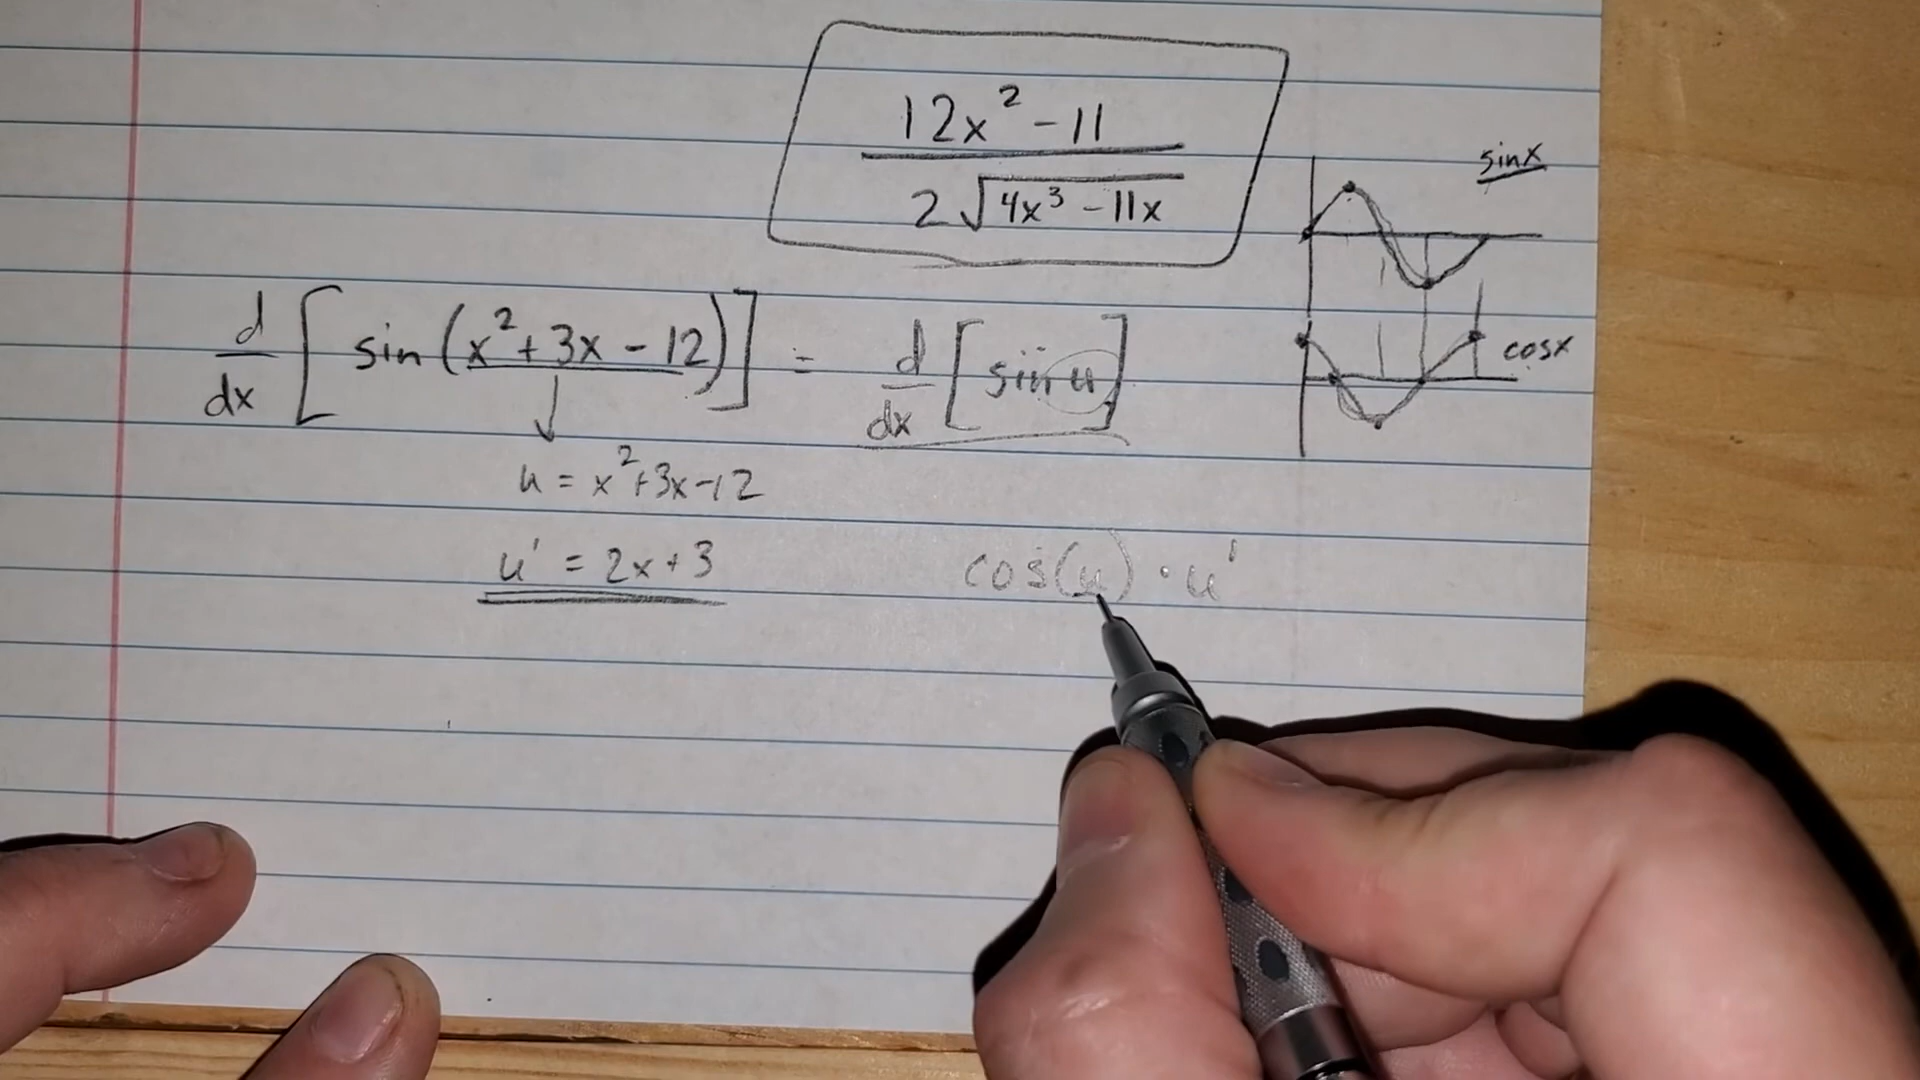 12x² - 11
2√4x³ - 11x
sinx
cosx
d/dx [sin(x² + 3x - 12)] = d/dx [sin u]
u = x² + 3x - 12
u' = 2x + 3
cos(u) · u'